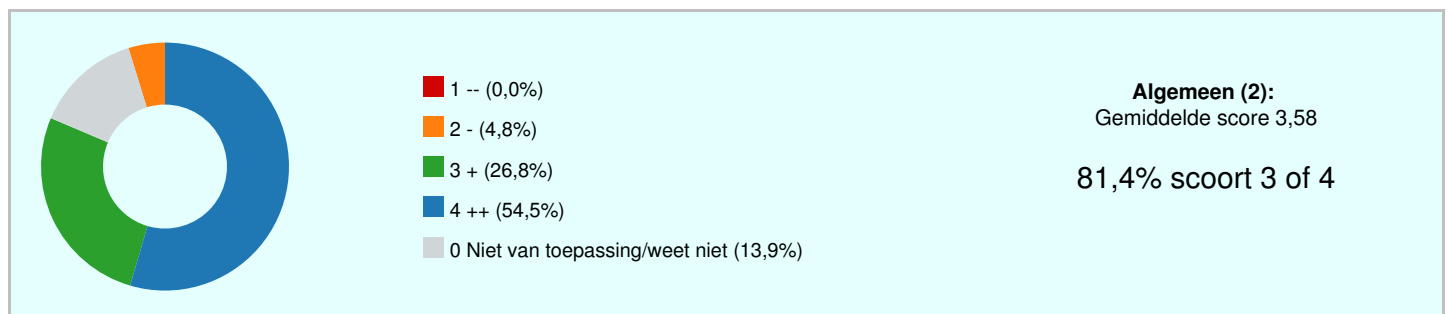 1 -- (0,0%)
2 - (4,8%)
3 + (26,8%)
4 ++ (54,5%)
0 Niet van toepassing/weet niet (13,9%)
Algemeen (2):
Gemiddelde score 3,58
81,4% scoort 3 of 4